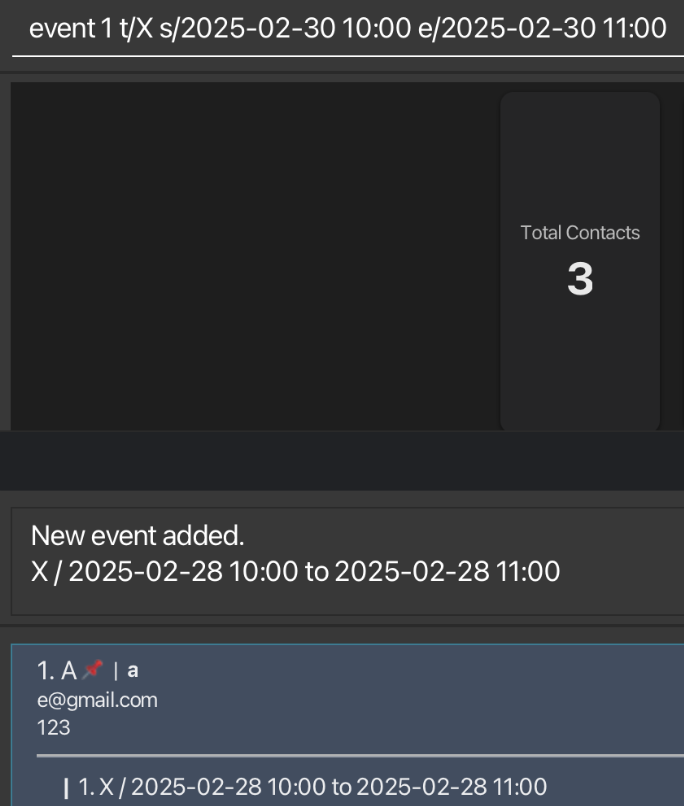 event 1 t/X s/2025-02-30 10:00 e/2025-02-30 11:00
Total Contacts
3
New event added.
X / 2025-02-28 10:00 to 2025-02-28 11:00
1. A📌 | a
e@gmail.com
123
| 1. X / 2025-02-28 10:00 to 2025-02-28 11:00